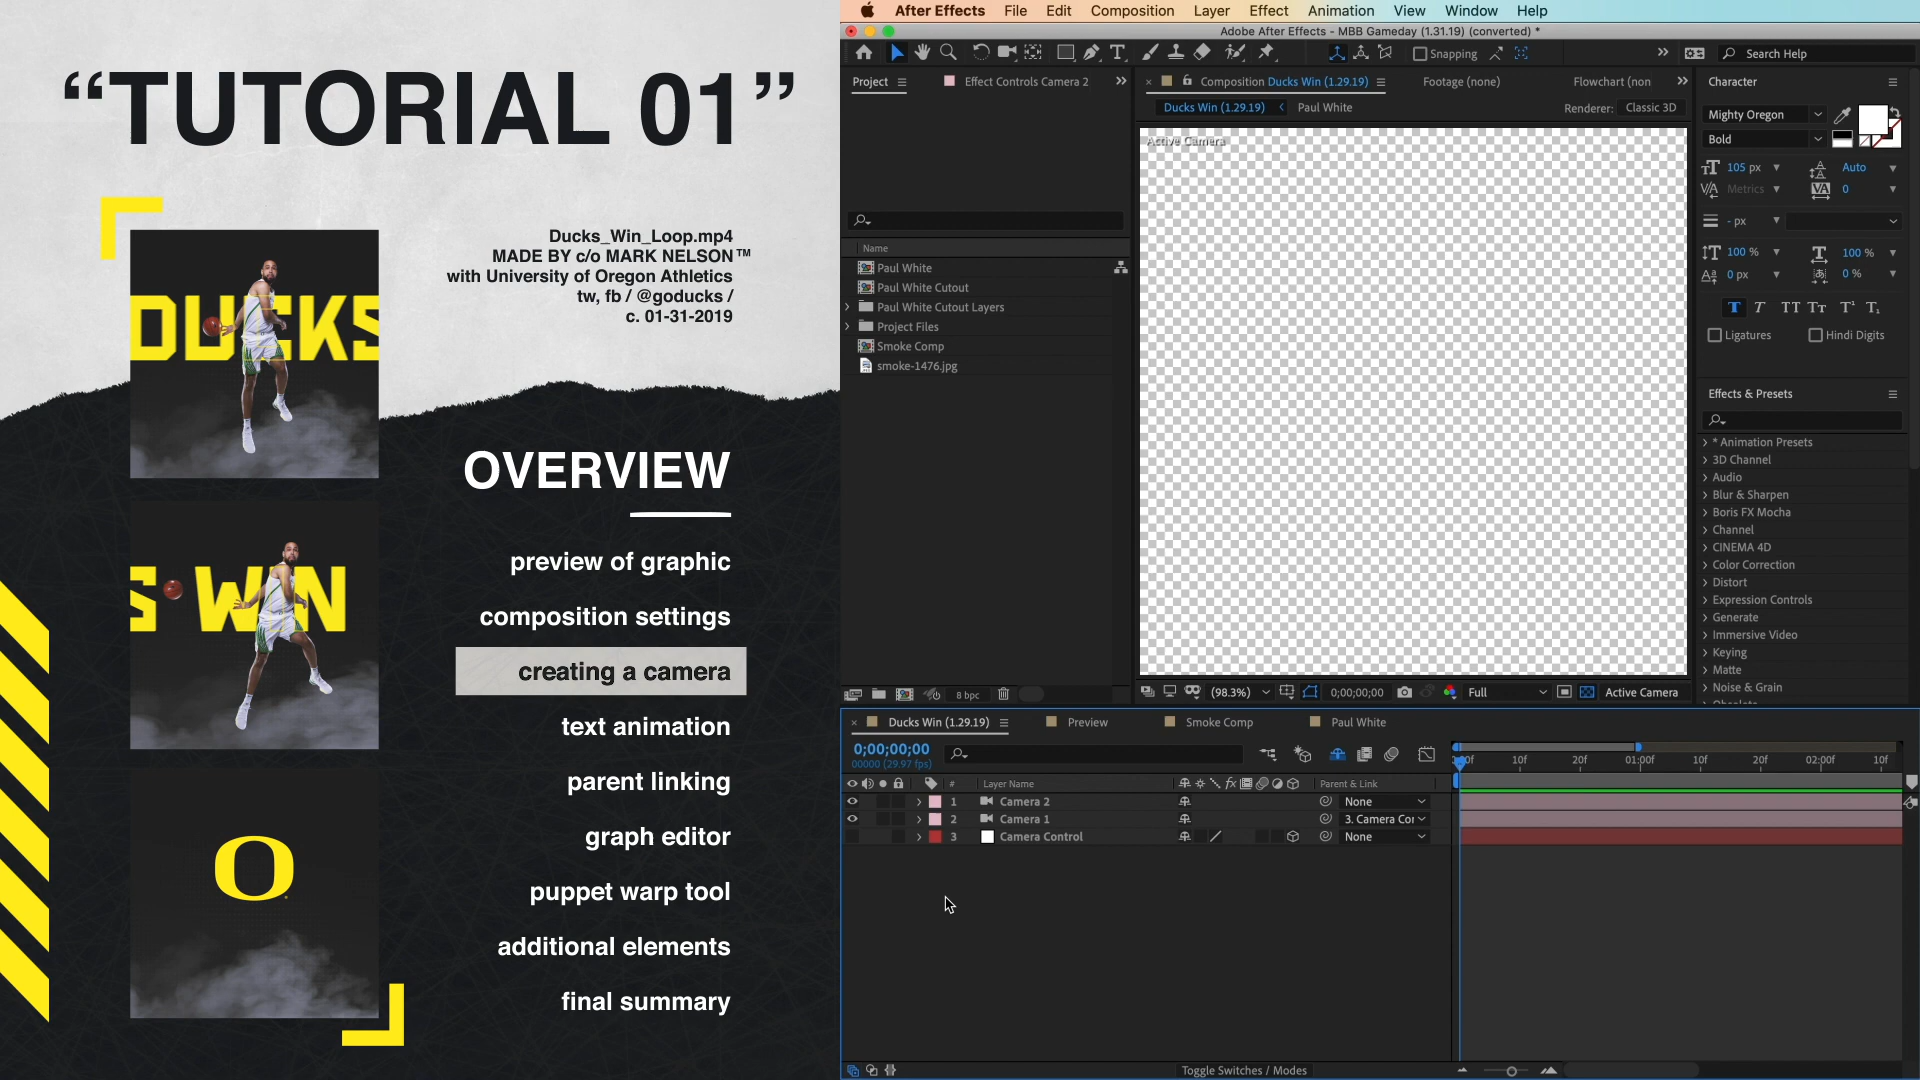 “TUTORIAL 01”
Ducks_Win_Loop.mp4
MADE BY c/o MARK NELSON™
with University of Oregon Athletics
tw, fb / @goducks /
c. 01-31-2019
DUCKS
S WIN
O
OVERVIEW
preview of graphic
composition settings
creating a camera
text animation
parent linking
graph editor
puppet warp tool
additional elements
final summary
After Effects File Edit Composition Layer Effect Animation View Window Help
Adobe After Effects - MBB Gameday (1.31.19) (converted) *
Snapping
Search Help
Project
Effect Controls Camera 2
Name
Paul White
Paul White Cutout
Paul White Cutout Layers
Project Files
Smoke Comp
smoke-1476.jpg
8 bpc
Composition Ducks Win (1.29.19)
Footage (none)
Flowchart (non
Ducks Win (1.29.19)
Paul White
Renderer: Classic 3D
Active Camera
(98.3%)
0;00;00;00
Full
Active Camera
Character
Mighty Oregon
Bold
105 px
Auto
Metrics
0
- px
100 %
100 %
0 px
0 %
Ligatures
Hindi Digits
Effects & Presets
* Animation Presets
3D Channel
Audio
Blur & Sharpen
Boris FX Mocha
Channel
CINEMA 4D
Color Correction
Distort
Expression Controls
Generate
Immersive Video
Keying
Matte
Noise & Grain
Ducks Win (1.29.19)
Preview
Smoke Comp
Paul White
0;00;00;00
00000 (29.97 fps)
10f 20f 01:00f 10f 20f 02:00f 10f
# Layer Name
Parent & Link
1 Camera 2 None
2 Camera 1 3. Camera Cor
3 Camera Control None
Toggle Switches / Modes